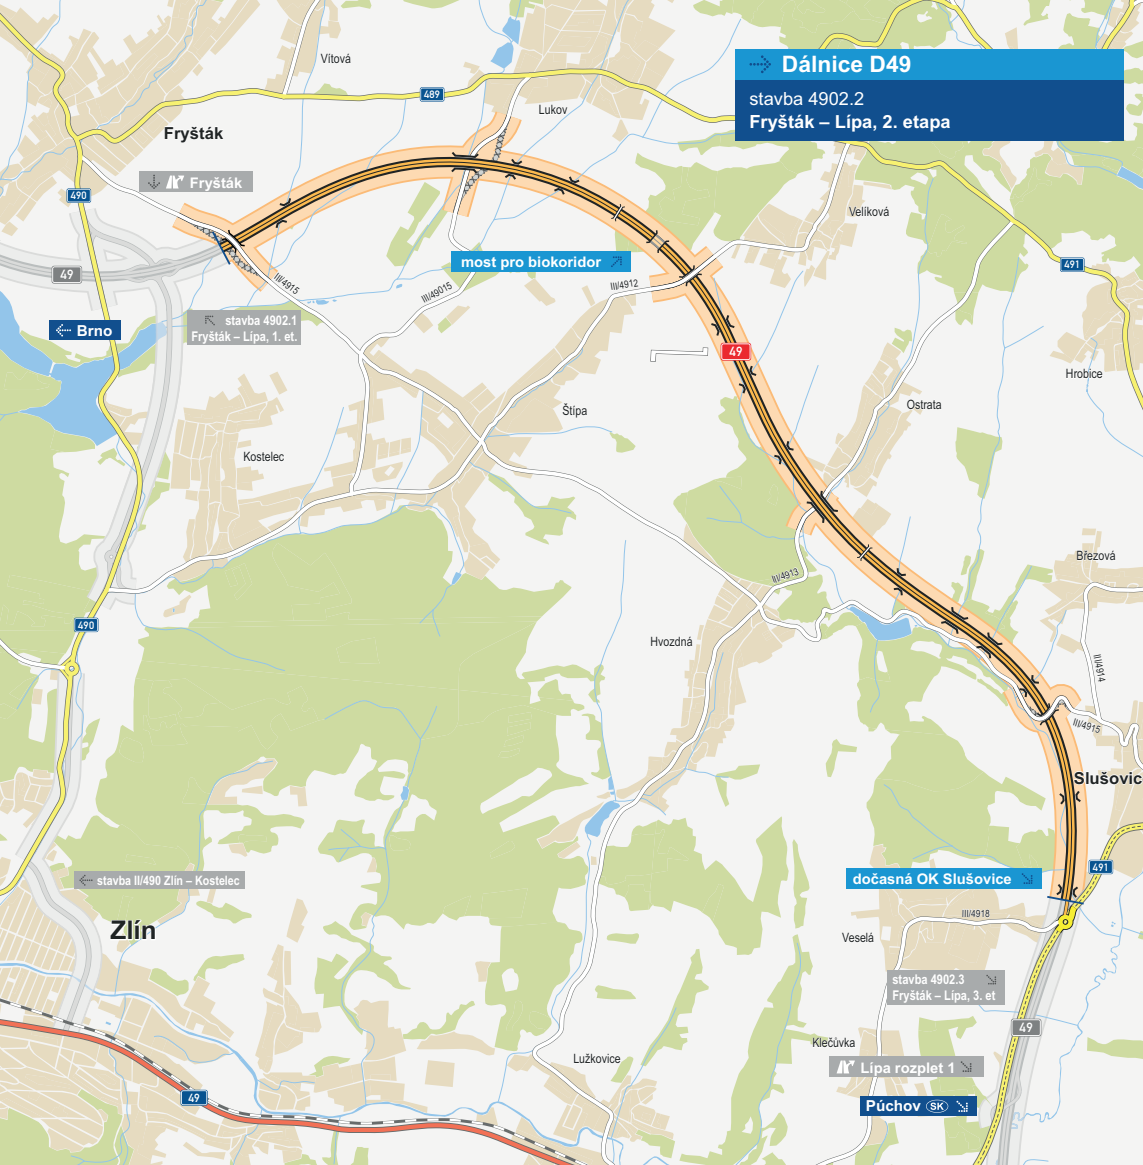 Vítová
Dálnice D49
stavba 4902.2
Fryšták – Lípa, 2. etapa
489
Lukov
Fryšták
Fryšták
490
Velíková
49
most pro biokoridor
491
III/4915
III/49015
III/4912
stavba 4902.1
Fryšták – Lípa, 1. et.
Brno
49
Hrobice
Štípa
Ostrata
Kostelec
Březová
III/4913
490
Hvozdná
III/4914
III/4915
Slušovic
491
dočasná OK Slušovice
stavba II/490 Zlín – Kostelec
Zlín
III/4918
Veselá
stavba 4902.3
Fryšták – Lípa, 3. et
49
Klečůvka
Lužkovice
Lípa rozplet 1
49
Púchov SK